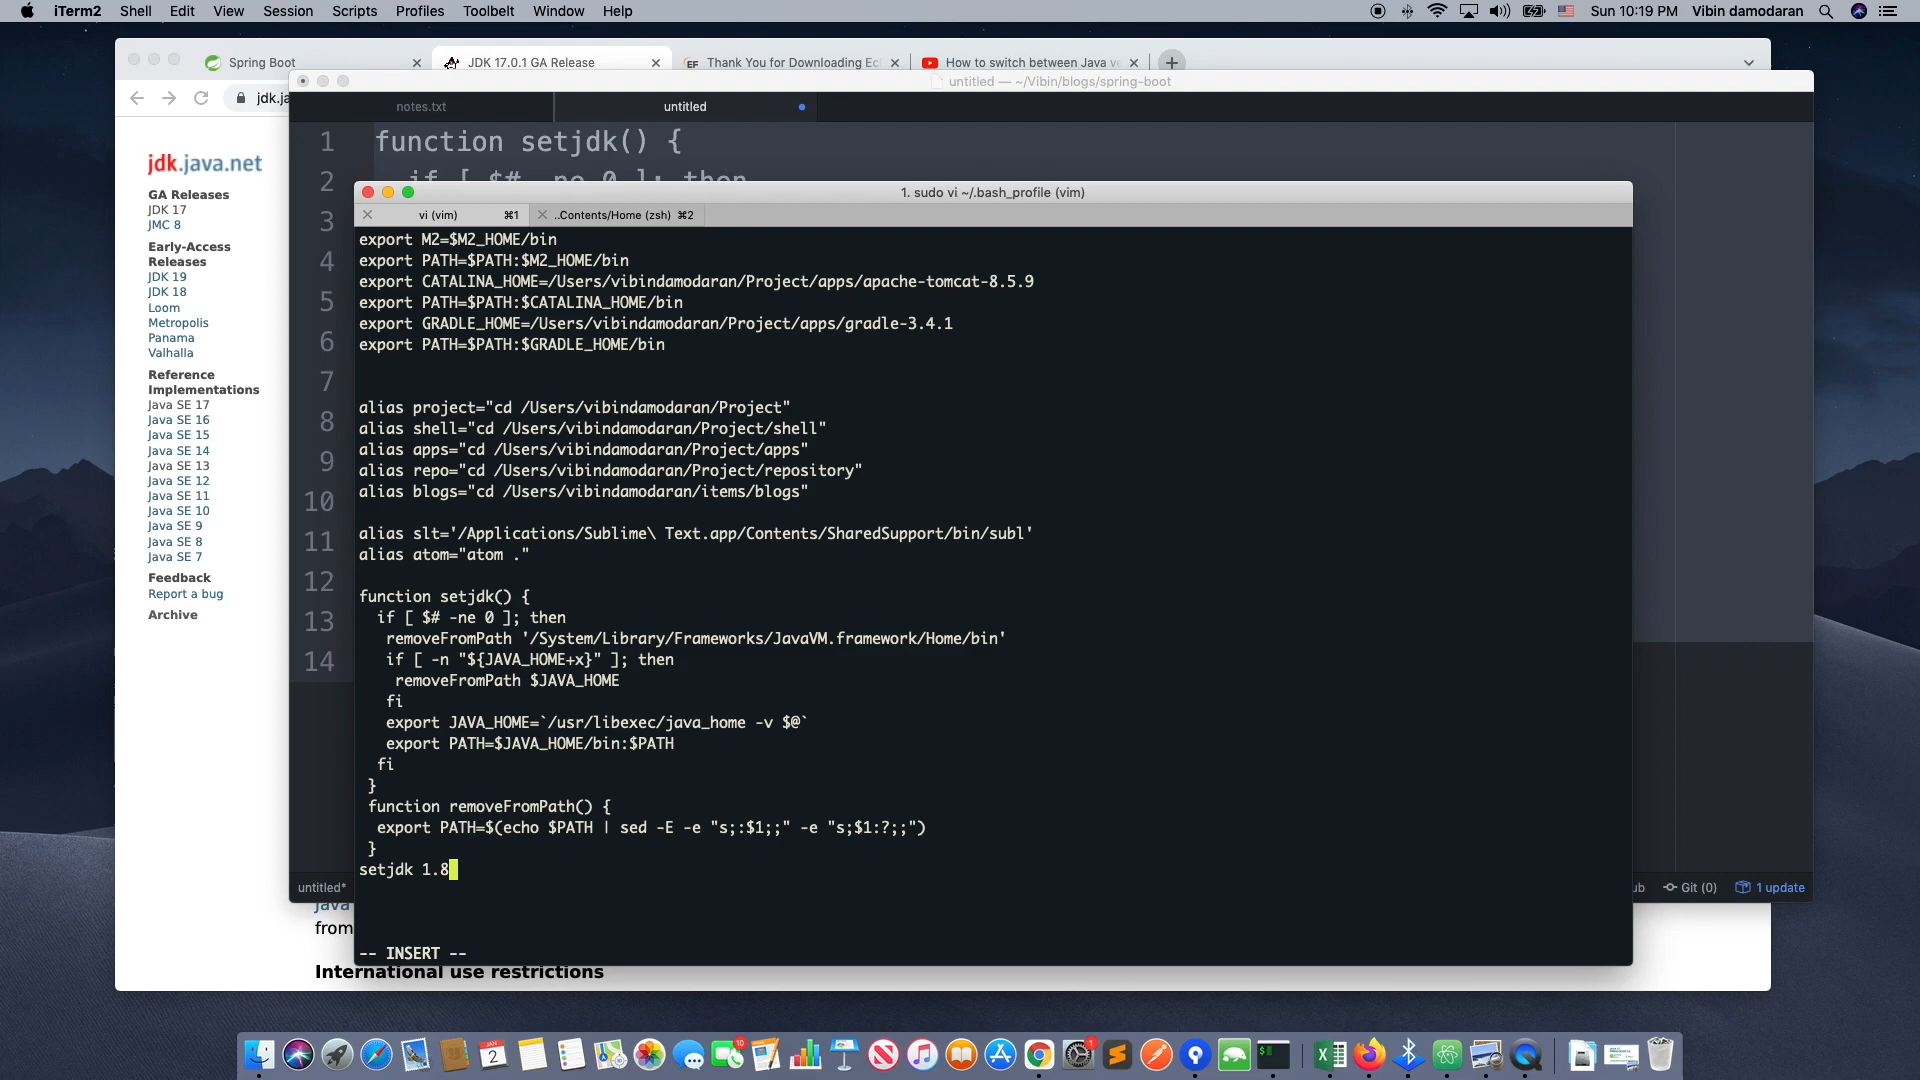 iTerm2 Shell Edit View Session Scripts Profiles Toolbelt Window Help Sun 10:19 PM Vibin damodaran
Spring Boot JDK 17.0.1 GA Release Thank You for Downloading Ecl How to switch between Java ve
untitled — ~/Vibin/blogs/spring-boot
jdk.ja
notes.txt untitled
jdk.java.net
GA Releases
JDK 17
JMC 8
Early-Access
Releases
JDK 19
JDK 18
Loom
Metropolis
Panama
Valhalla
Reference
Implementations
Java SE 17
Java SE 16
Java SE 15
Java SE 14
Java SE 13
Java SE 12
Java SE 11
Java SE 10
Java SE 9
Java SE 8
Java SE 7
Feedback
Report a bug
Archive
1 function setjdk() {
2 if [ $# -ne 0 ]; then
3
4
5
6
7
8
9
10
11
12
13
14
1. sudo vi ~/.bash_profile (vim)
vi (vim) ⌘1 ..Contents/Home (zsh) ⌘2
export M2=$M2_HOME/bin
export PATH=$PATH:$M2_HOME/bin
export CATALINA_HOME=/Users/vibindamodaran/Project/apps/apache-tomcat-8.5.9
export PATH=$PATH:$CATALINA_HOME/bin
export GRADLE_HOME=/Users/vibindamodaran/Project/apps/gradle-3.4.1
export PATH=$PATH:$GRADLE_HOME/bin
alias project="cd /Users/vibindamodaran/Project"
alias shell="cd /Users/vibindamodaran/Project/shell"
alias apps="cd /Users/vibindamodaran/Project/apps"
alias repo="cd /Users/vibindamodaran/Project/repository"
alias blogs="cd /Users/vibindamodaran/items/blogs"
alias slt='/Applications/Sublime\ Text.app/Contents/SharedSupport/bin/subl'
alias atom="atom ."
function setjdk() {
if [ $# -ne 0 ]; then
removeFromPath '/System/Library/Frameworks/JavaVM.framework/Home/bin'
if [ -n "${JAVA_HOME+x}" ]; then
removeFromPath $JAVA_HOME
fi
export JAVA_HOME=`/usr/libexec/java_home -v $@`
export PATH=$JAVA_HOME/bin:$PATH
fi
}
function removeFromPath() {
export PATH=$(echo $PATH | sed -E -e "s;:$1;;" -e "s;$1:?;;")
}
setjdk 1.8
-- INSERT --
untitled* ub Git (0) 1 update
java
from
International use restrictions
JAN
2
10
1